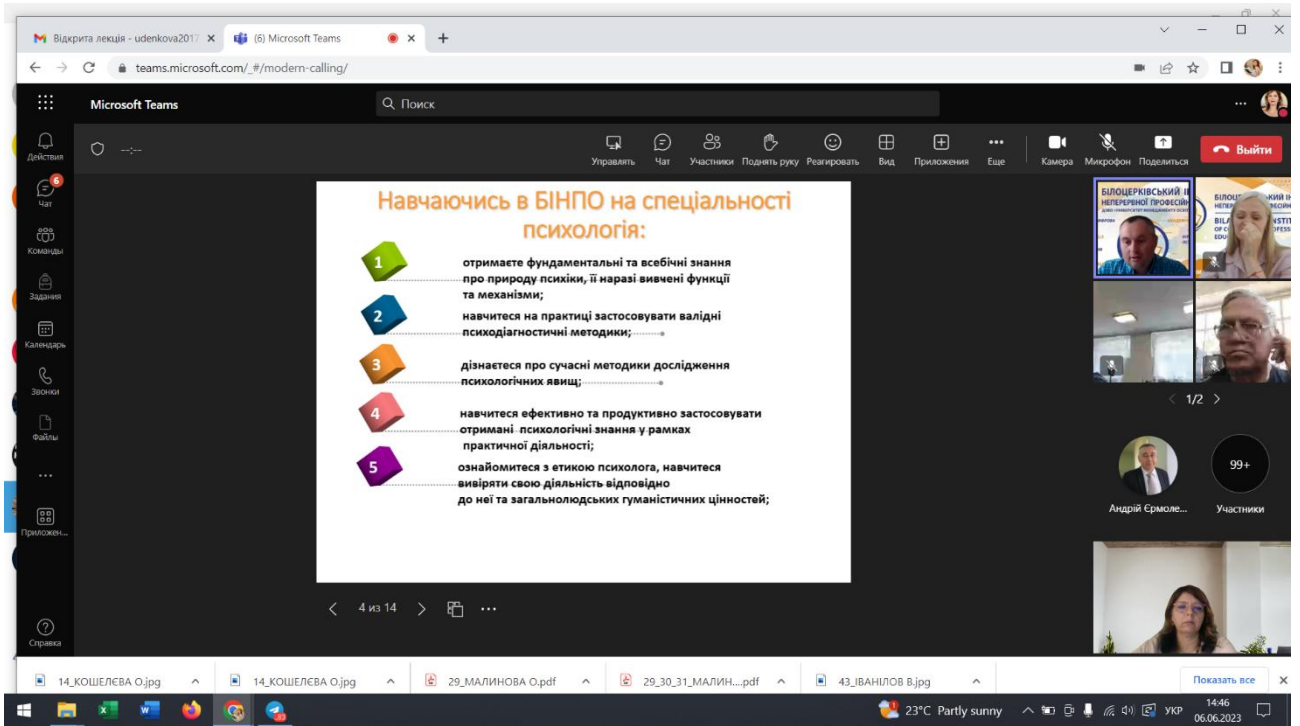 Відкрита лекція - udenkova2017
(6) Microsoft Teams
teams.microsoft.com/_#/modern-calling/
Microsoft Teams
Поиск
--:--
Управлять
Чат
Участники
Поднять руку
Реагировать
Вид
Приложения
Еще
Камера
Микрофон
Поделиться
Выйти
Действия
6
Чат
Команды
Задания
Календарь
Звонки
Файлы
Приложен...
Справка
Навчаючись в БІНПО на спеціальності
психологія:
1
отримаєте фундаментальні та всебічні знання
про природу психіки, її наразі вивчені функції
та механізми;
2
навчитеся на практиці застосовувати валідні
психодіагностичні методики;
3
дізнаєтеся про сучасні методики дослідження
психологічних явищ;
4
навчитеся ефективно та продуктивно застосовувати
отримані психологічні знання у рамках
практичної діяльності;
5
ознайомитеся з етикою психолога, навчитеся
вивіряти свою діяльність відповідно
до неї та загальнолюдських гуманістичних цінностей;
4 из 14
БІЛОЦЕРКІВСЬКИЙ ІН
НЕПЕРЕРВНОЇ ПРОФЕСІЙН
1/2
99+
Андрій Єрмоле...
Участники
14_КОШЕЛЄВА О.jpg
14_КОШЕЛЄВА О.jpg
29_МАЛИНОВА О.pdf
29_30_31_МАЛИН....pdf
43_ІВАНІЛОВ В.jpg
Показать все
23°C Partly sunny
УКР
14:46
06.06.2023